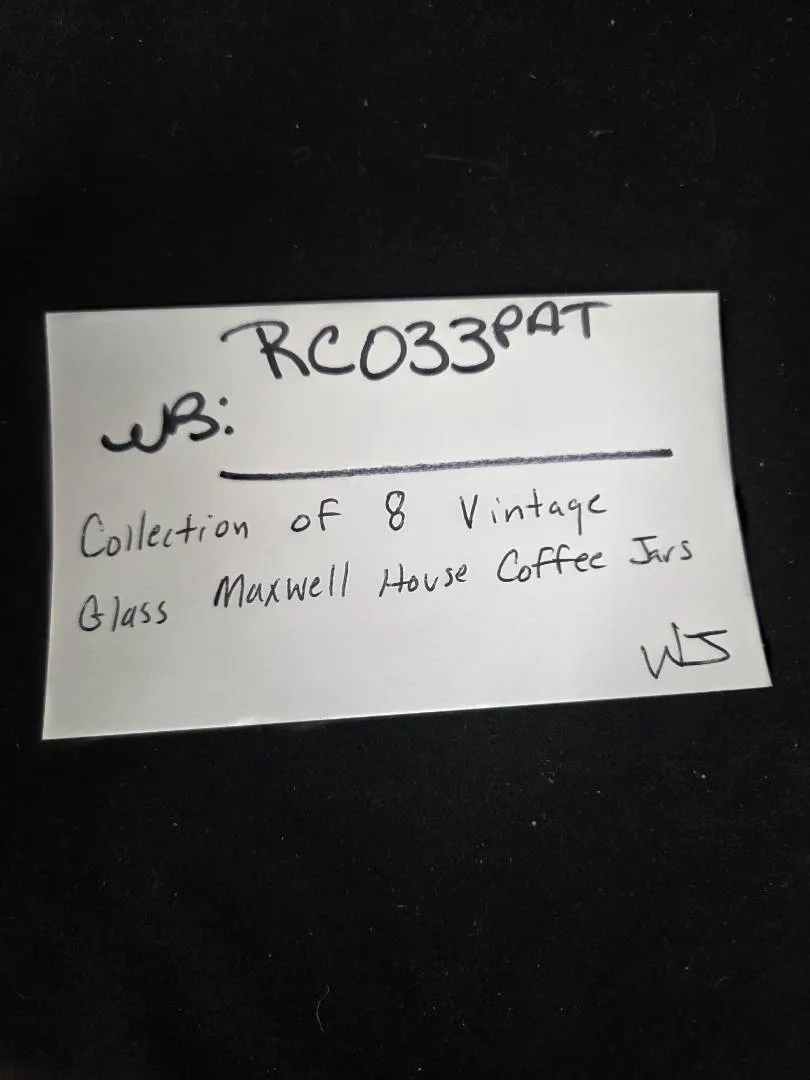 RC033PAT
WB:
Collection of 8 Vintage
Glass Maxwell House Coffee Jars
WJ